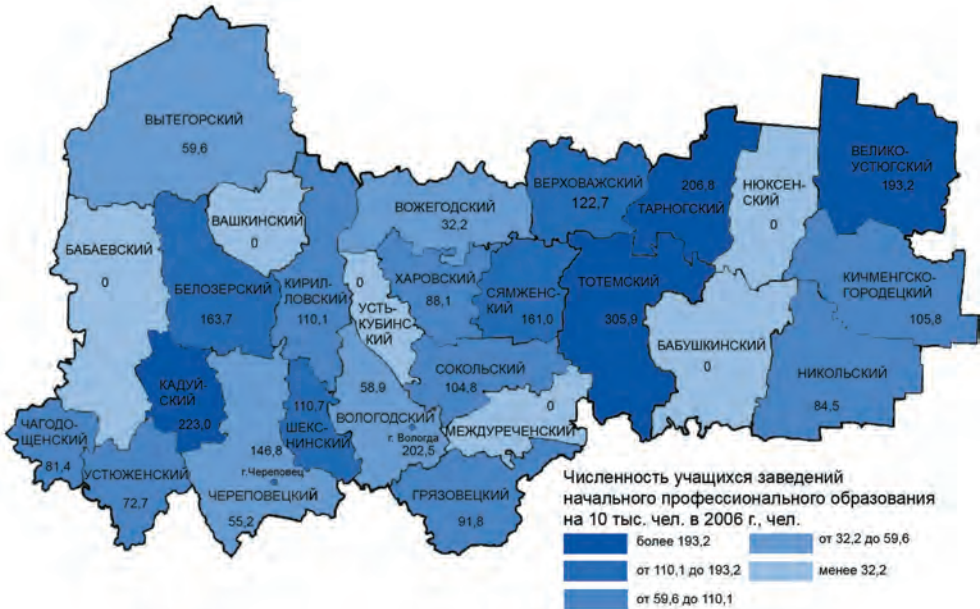 ВЫТЕГОРСКИЙ
59,6
ВАШКИНСКИЙ
0
БАБАЕВСКИЙ
0
БЕЛОЗЕРСКИЙ
163,7
КИРИЛ-
ЛОВСКИЙ
110,1
ВОЖЕГОДСКИЙ
32,2
ВЕРХОВАЖСКИЙ
122,7
206,8
ТАРНОГСКИЙ
НЮКСЕН-
СКИЙ
0
ВЕЛИКО-
УСТЮГСКИЙ
193,2
0
УСТЬ-
КУБИН-
СКИЙ
ХАРОВСКИЙ
88,1
СЯМЖЕН-
СКИЙ
161,0
ТОТЕМСКИЙ
305,9
КИЧМЕНГСКО-
ГОРОДЕЦКИЙ
105,8
БАБУШКИНСКИЙ
0
НИКОЛЬСКИЙ
84,5
КАДУЙ-
СКИЙ
223,0
СОКОЛЬСКИЙ
104,8
58,9
ВОЛОГОДСКИЙ
г. Вологда
202,5
0
МЕЖДУРЕЧЕНСКИЙ
110,7
ШЕКС-
НИНСКИЙ
ЧАГОДО-
ЩЕНСКИЙ
81,4
УСТЮЖЕНСКИЙ
72,7
146,8
г.Череповец
ЧЕРЕПОВЕЦКИЙ
55,2
ГРЯЗОВЕЦКИЙ
91,8
Численность учащихся заведений
начального профессионального образования
на 10 тыс. чел. в 2006 г., чел.
более 193,2
от 110,1 до 193,2
от 59,6 до 110,1
от 32,2 до 59,6
менее 32,2